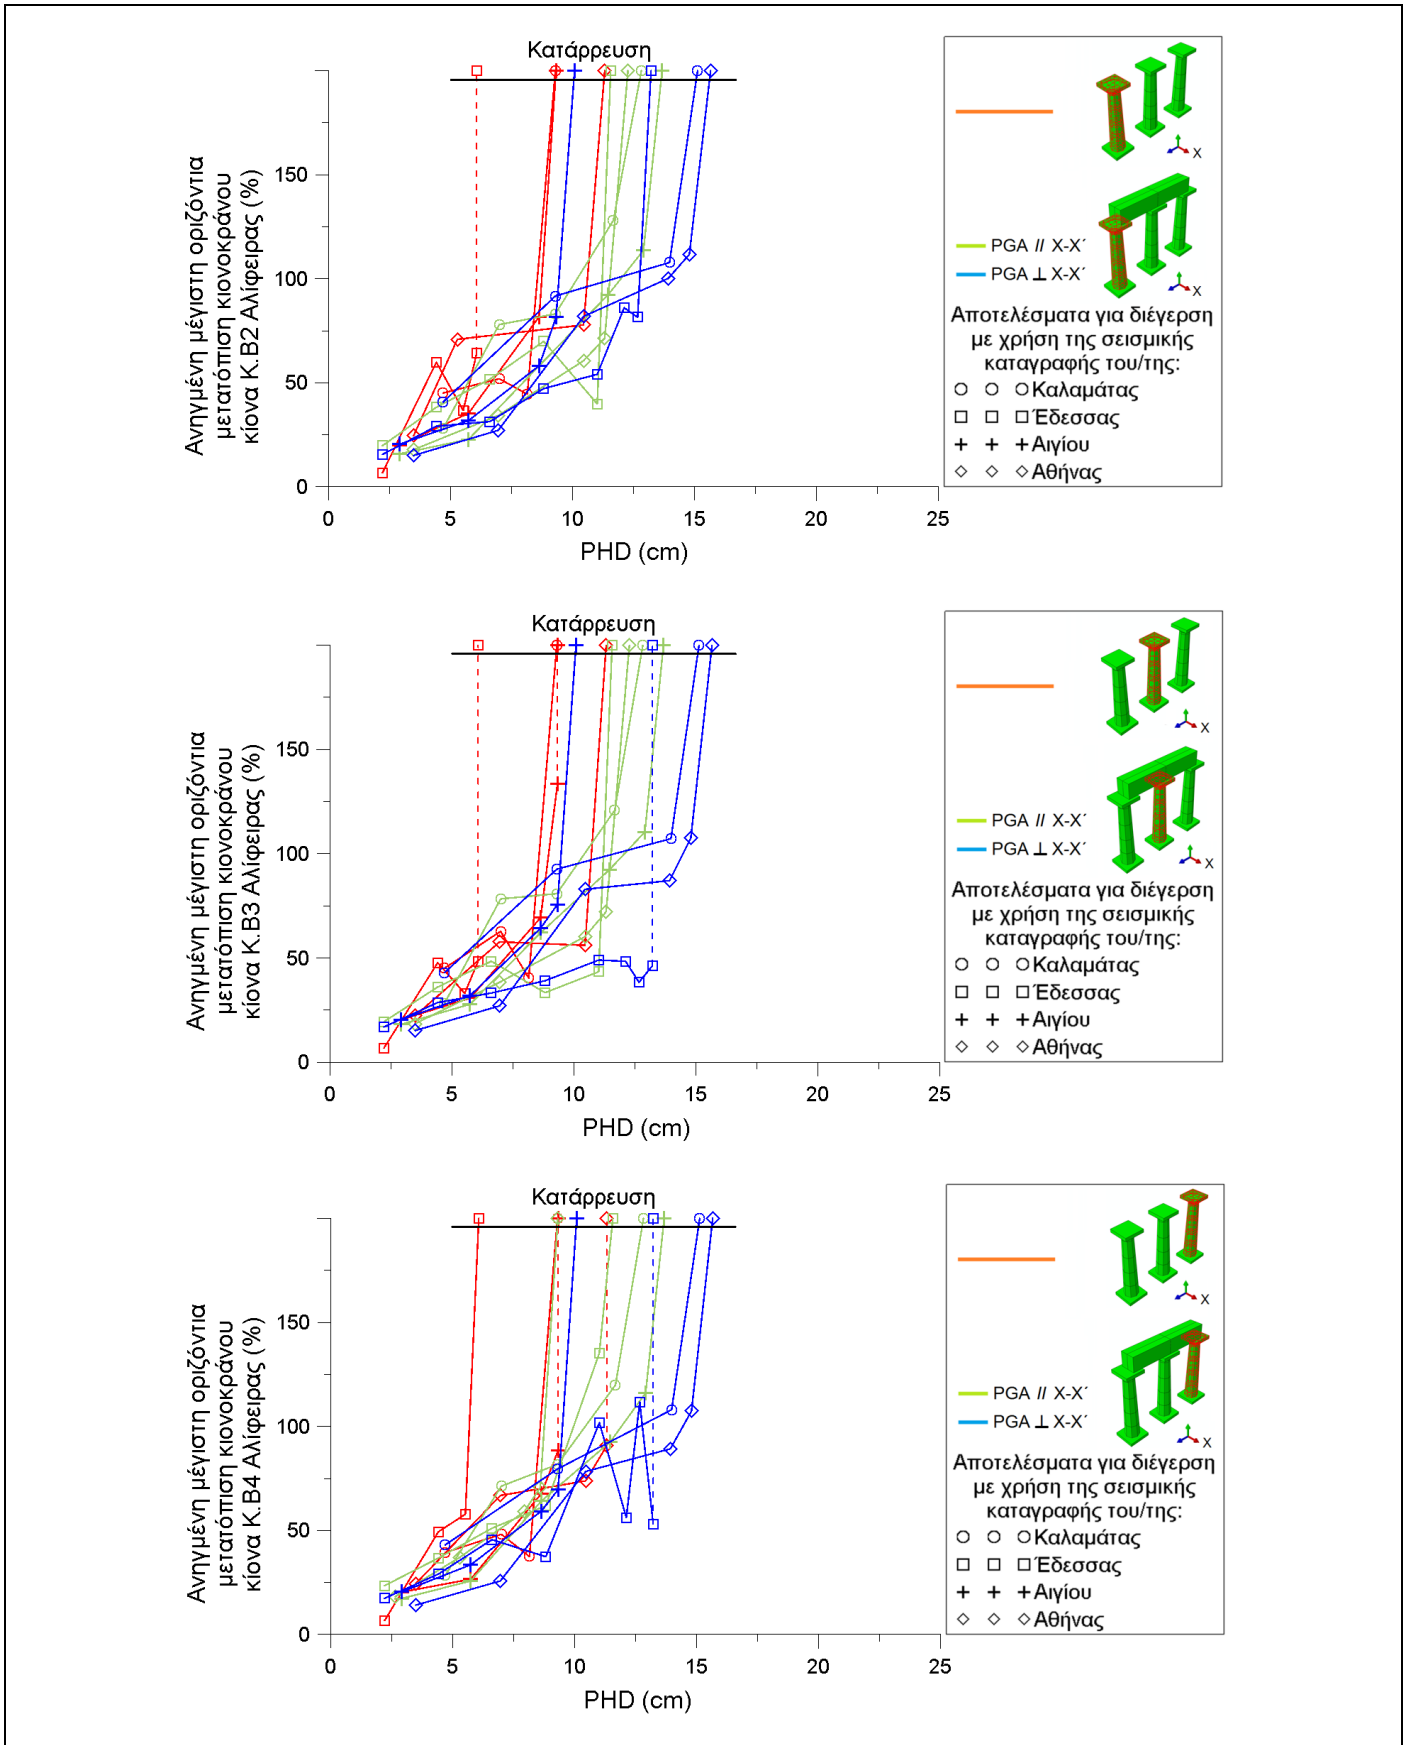 Κατάρρευση
150
100
50
0
0 5 10 15 20 25
PHD (cm)
Ανηγμένη μέγιστη οριζόντια
μετατόπιση κιονοκράνου
κίονα Κ.Β2 Αλίφειρας (%)
X
PGA // X-X΄
PGA ⊥ X-X΄
X
Αποτελέσματα για διέγερση
με χρήση της σεισμικής
καταγραφής του/της:
Καλαμάτας
Έδεσσας
Αιγίου
Αθήνας
Κατάρρευση
150
100
50
0
0 5 10 15 20 25
PHD (cm)
Ανηγμένη μέγιστη οριζόντια
μετατόπιση κιονοκράνου
κίονα Κ.Β3 Αλίφειρας (%)
X
PGA // X-X΄
PGA ⊥ X-X΄
X
Αποτελέσματα για διέγερση
με χρήση της σεισμικής
καταγραφής του/της:
Καλαμάτας
Έδεσσας
Αιγίου
Αθήνας
Κατάρρευση
150
100
50
0
0 5 10 15 20 25
PHD (cm)
Ανηγμένη μέγιστη οριζόντια
μετατόπιση κιονοκράνου
κίονα Κ.Β4 Αλίφειρας (%)
X
PGA // X-X΄
PGA ⊥ X-X΄
X
Αποτελέσματα για διέγερση
με χρήση της σεισμικής
καταγραφής του/της:
Καλαμάτας
Έδεσσας
Αιγίου
Αθήνας